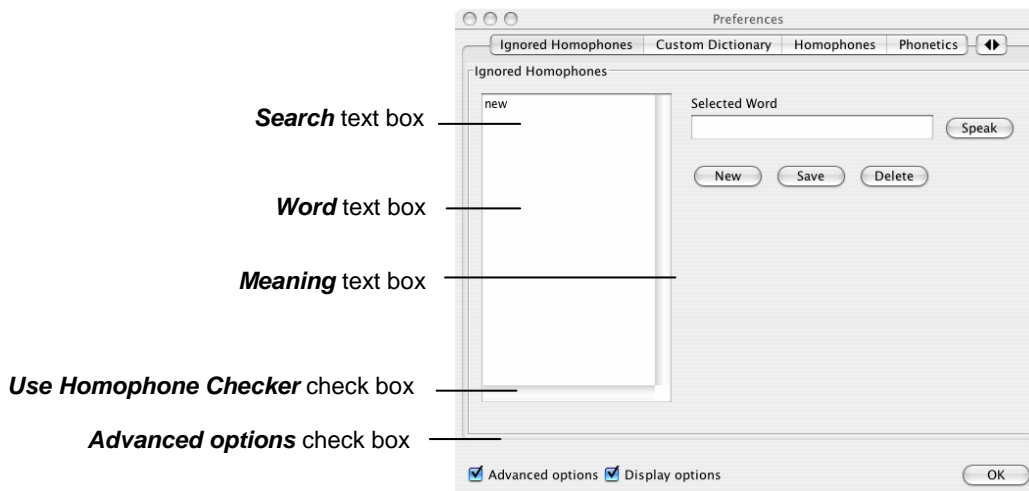 Preferences
Ignored Homophones Custom Dictionary Homophones Phonetics
Ignored Homophones
new
Selected Word
Search text box
Speak
Word text box
New Save Delete
Meaning text box
Use Homophone Checker check box
Advanced options check box
Advanced options Display options OK